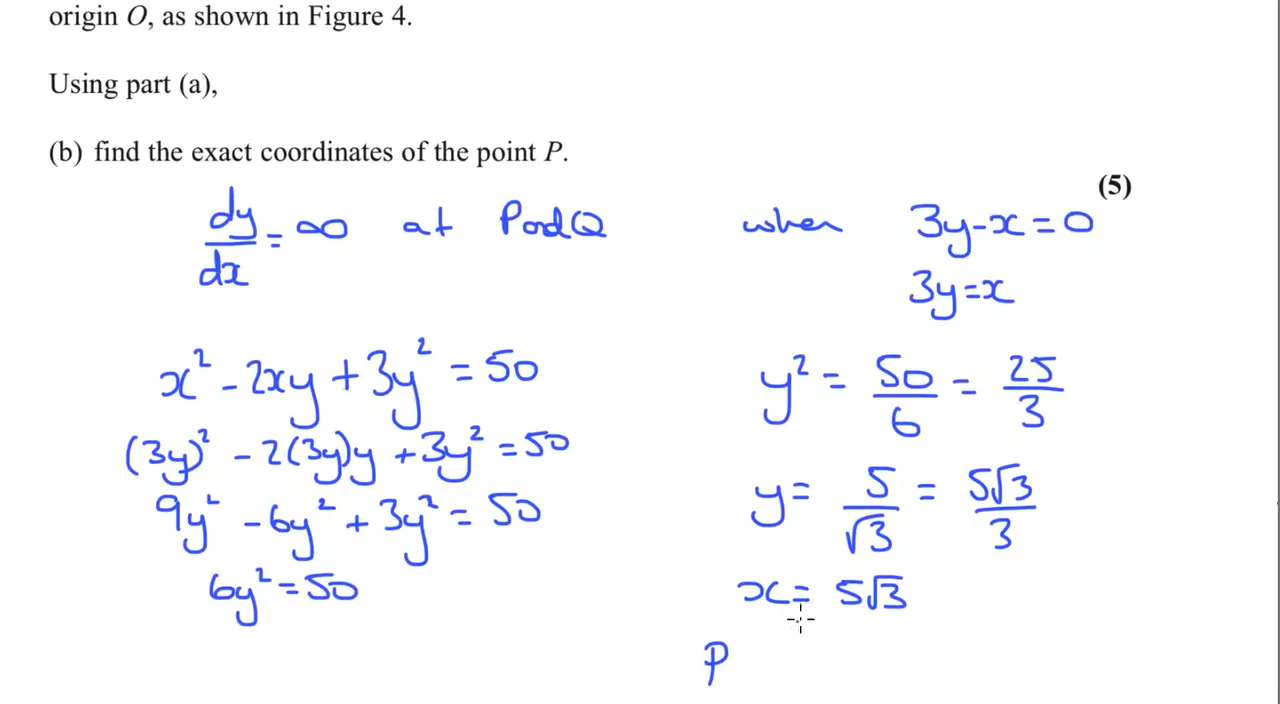 origin O, as shown in Figure 4.
Using part (a),
(b) find the exact coordinates of the point P.
(5)
dy/dx = ∞ at P and Q when 3y-x=0
3y=x
x² - 2xy + 3y² = 50
(3y)² - 2(3y)y + 3y² = 50
9y² - 6y² + 3y² = 50
6y² = 50
y² = 50/6 = 25/3
y = 5/√3 = 5√3/3
x = 5√3
P